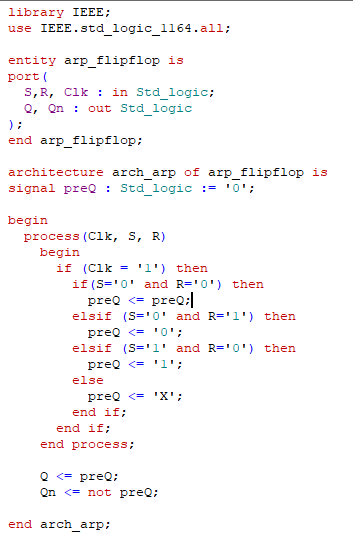 library IEEE;
use IEEE.std_logic_1164.all;

entity arp_flipflop is
port(
  S,R, Clk : in Std_logic;
  Q, Qn : out Std_logic
);
end arp_flipflop;

architecture arch_arp of arp_flipflop is
signal preQ : Std_logic := '0';

begin
  process(Clk, S, R)
    begin
      if (Clk = '1') then
        if(S='0' and R='0') then
          preQ <= preQ;
        elsif (S='0' and R='1') then
          preQ <= '0';
        elsif (S='1' and R='0') then
          preQ <= '1';
        else
          preQ <= 'X';
        end if;
      end if;
    end process;

    Q <= preQ;
    Qn <= not preQ;

end arch_arp;